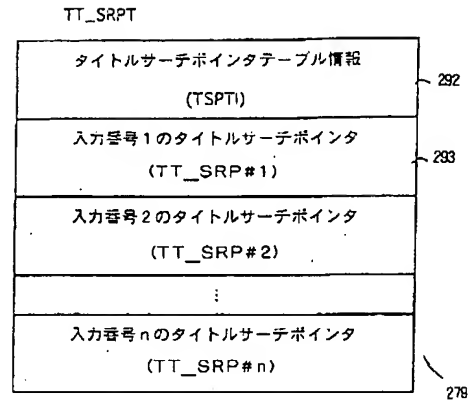 TT_SRPT
タイトルサーチポインタテーブル情報
(TSPTI)
292
入力番号1のタイトルサーチポインタ
(TT_SRP#1)
293
入力番号2のタイトルサーチポインタ
(TT_SRP#2)
⋮
入力番号nのタイトルサーチポインタ
(TT_SRP#n)
279